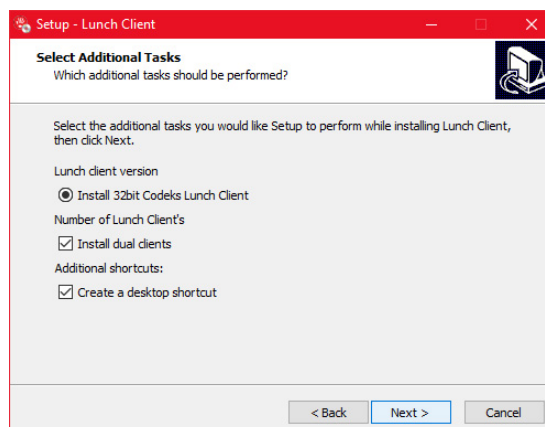 Setup - Lunch Client
Select Additional Tasks
Which additional tasks should be performed?
Select the additional tasks you would like Setup to perform while installing Lunch Client,
then click Next.
Lunch client version
Install 32bit Codeks Lunch Client
Number of Lunch Client's
Install dual clients
Additional shortcuts:
Create a desktop shortcut
< Back Next > Cancel